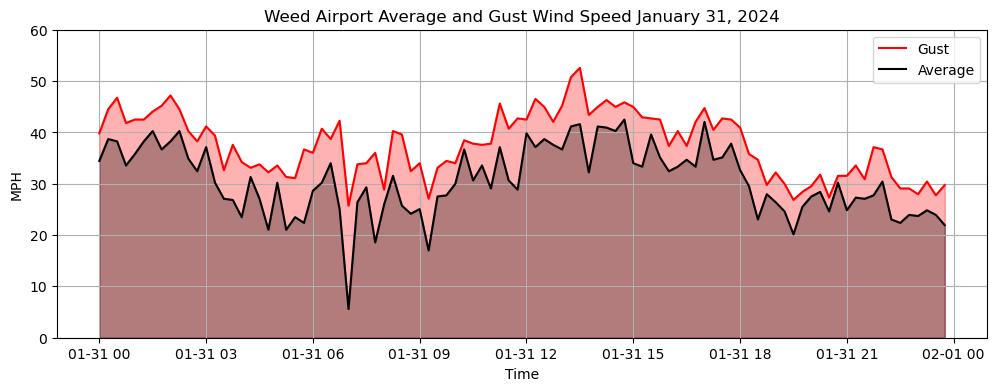 Weed Airport Average and Gust Wind Speed January 31, 2024
60
Gust
Average
50
40
MPH
30
20
10
0
01-31 00 01-31 03 01-31 06 01-31 09 01-31 12 01-31 15 01-31 18 01-31 21 02-01 00
Time